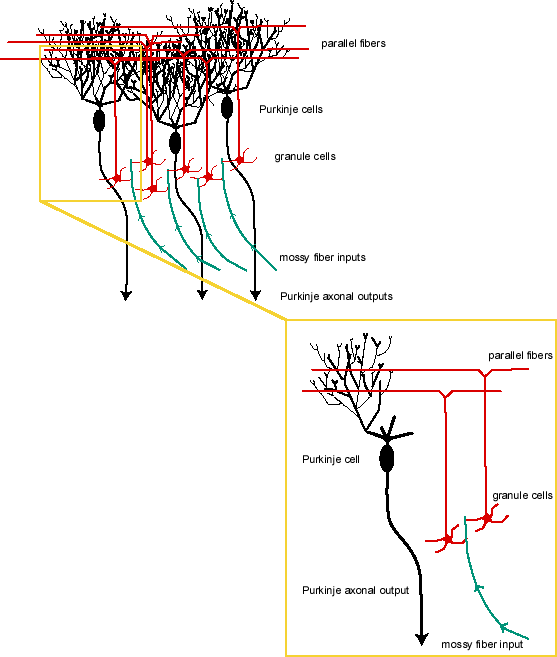 parallel fibers
Purkinje cells
granule cells
mossy fiber inputs
Purkinje axonal outputs
parallel fibers
Purkinje cell
granule cells
Purkinje axonal output
mossy fiber input